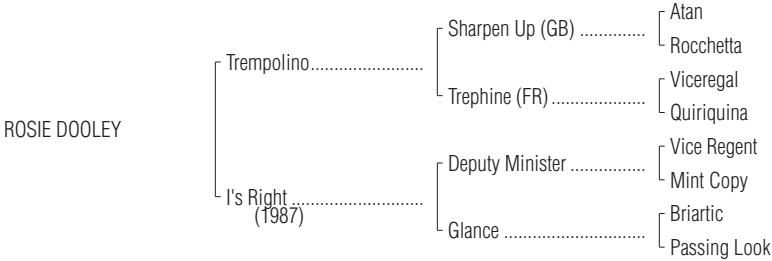 Atan
Sharpen Up (GB) ..............
Rocchetta
Trempolino........................
Viceregal
Trephine (FR)....................
Quiriquina
ROSIE DOOLEY
Vice Regent
Deputy Minister ................
Mint Copy
I's Right ............................
(1987)
Briartic
Glance ..............................
Passing Look